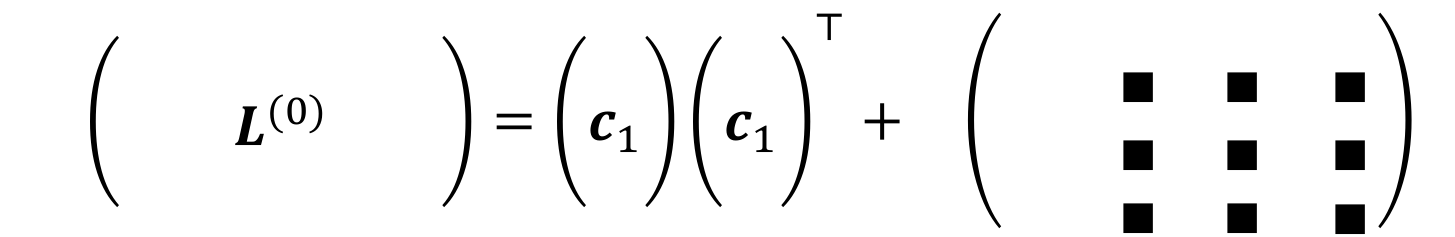 ( L^(0) ) = ( c_1 ) ( c_1 )^⊤ + ( ■ ■ ■
■ ■ ■
■ ■ ■ )